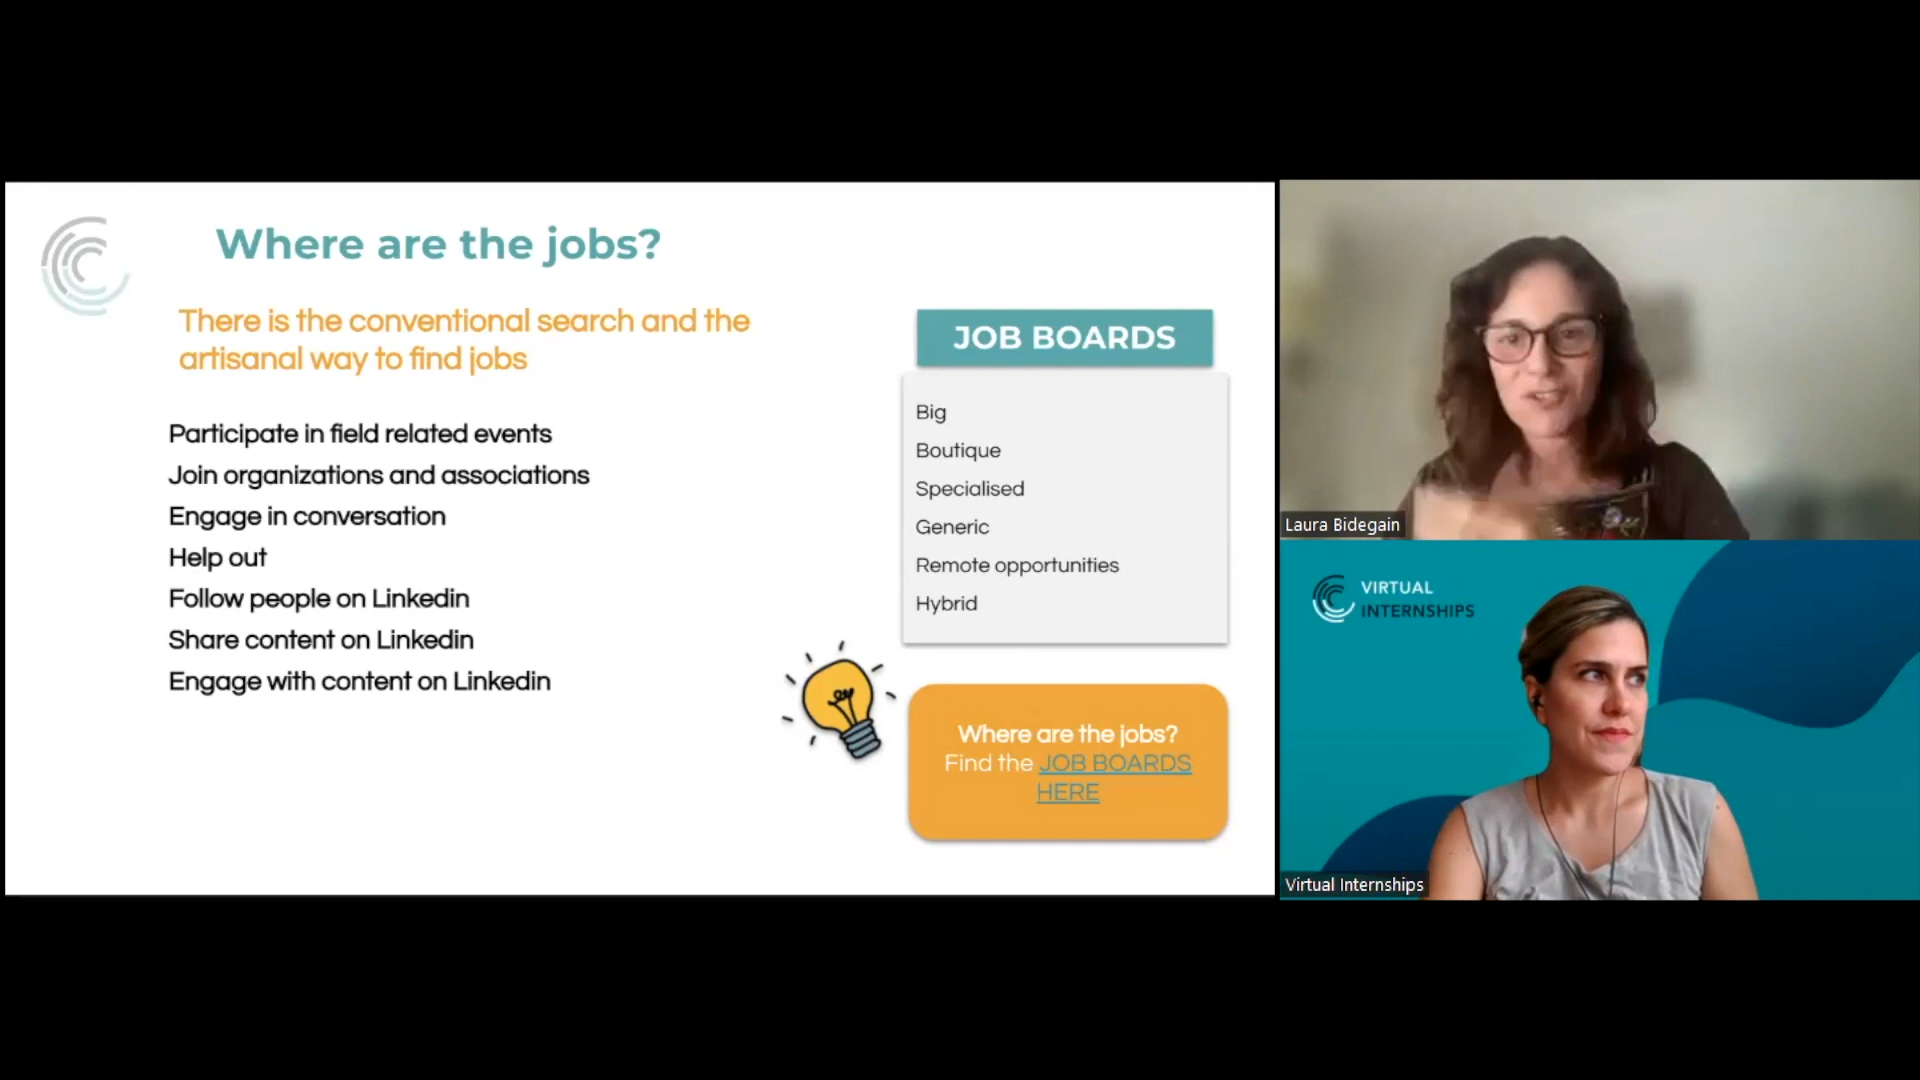 Where are the jobs?
There is the conventional search and the
artisanal way to find jobs
Participate in field related events
Join organizations and associations
Engage in conversation
Help out
Follow people on Linkedin
Share content on Linkedin
Engage with content on Linkedin
JOB BOARDS
Big
Boutique
Specialised
Generic
Remote opportunities
Hybrid
Where are the jobs?
Find the JOB BOARDS
HERE
Laura Bidegain
VIRTUAL
INTERNSHIPS
Virtual Internships